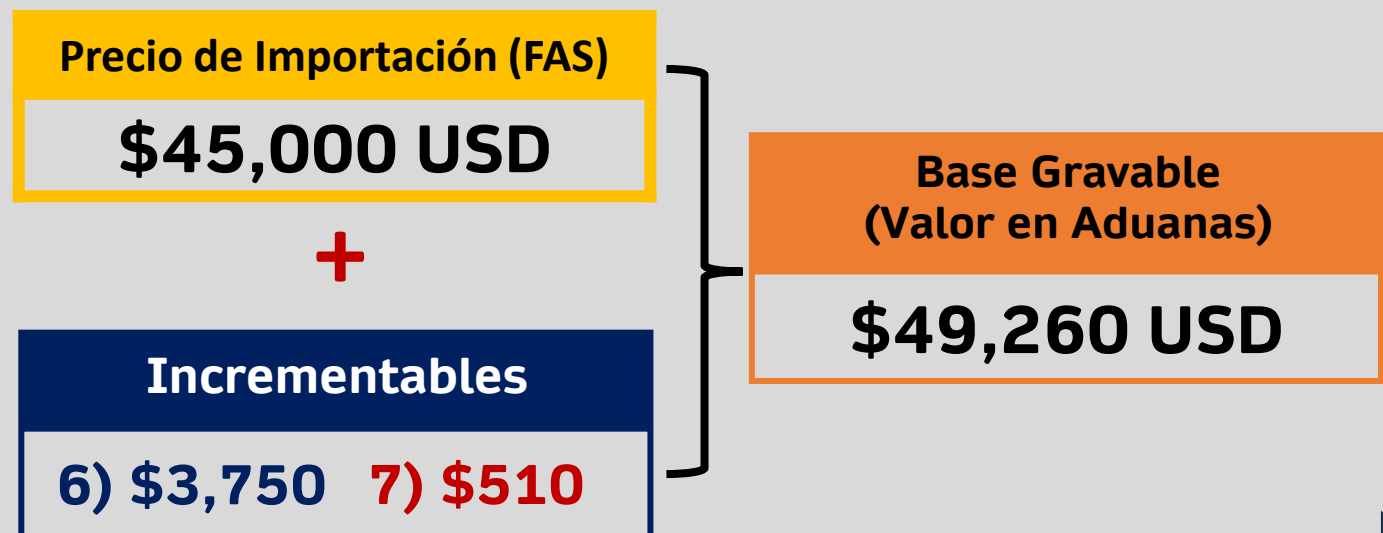 Precio de Importación (FAS)
$45,000 USD
+
Incrementables
6) $3,750 7) $510
Base Gravable
(Valor en Aduanas)
$49,260 USD